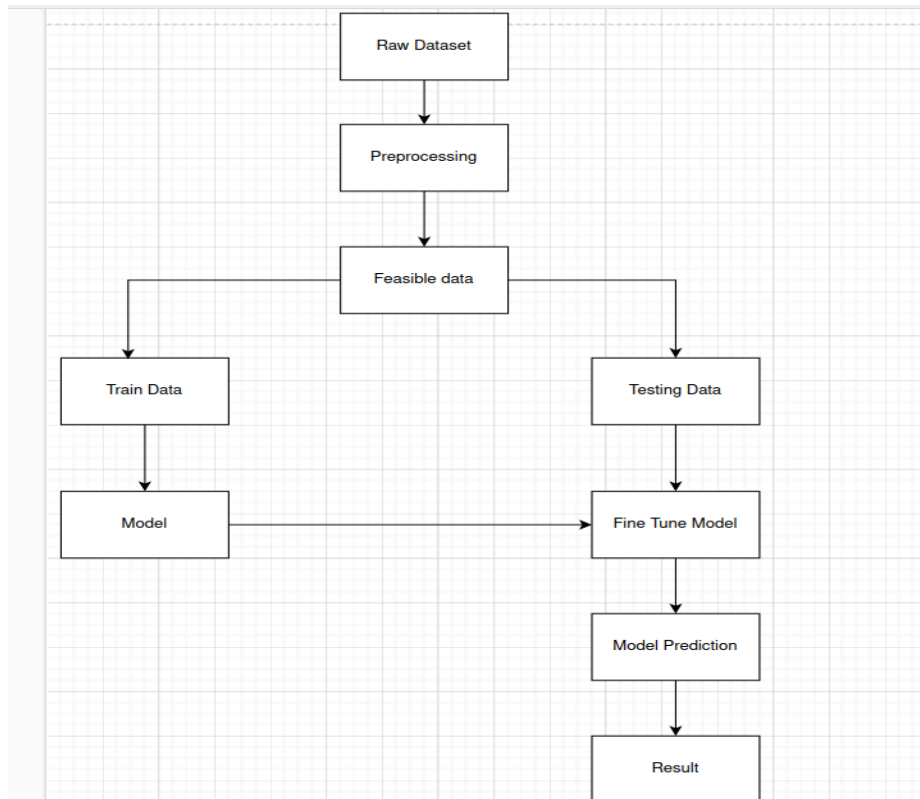 Raw Dataset
Preprocessing
Feasible data
Train Data
Testing Data
Model
Fine Tune Model
Model Prediction
Result